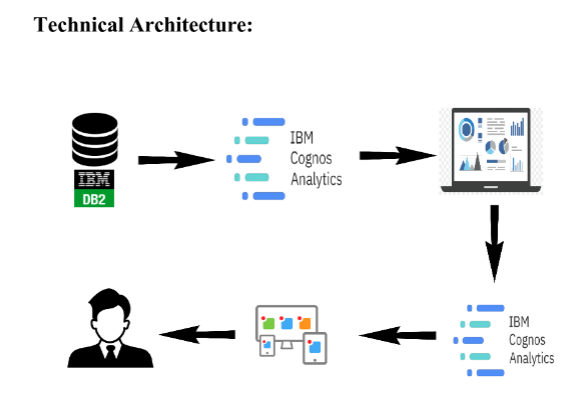 Technical Architecture:
IBM
Cognos
Analytics
IBM
DB2
IBM
Cognos
Analytics